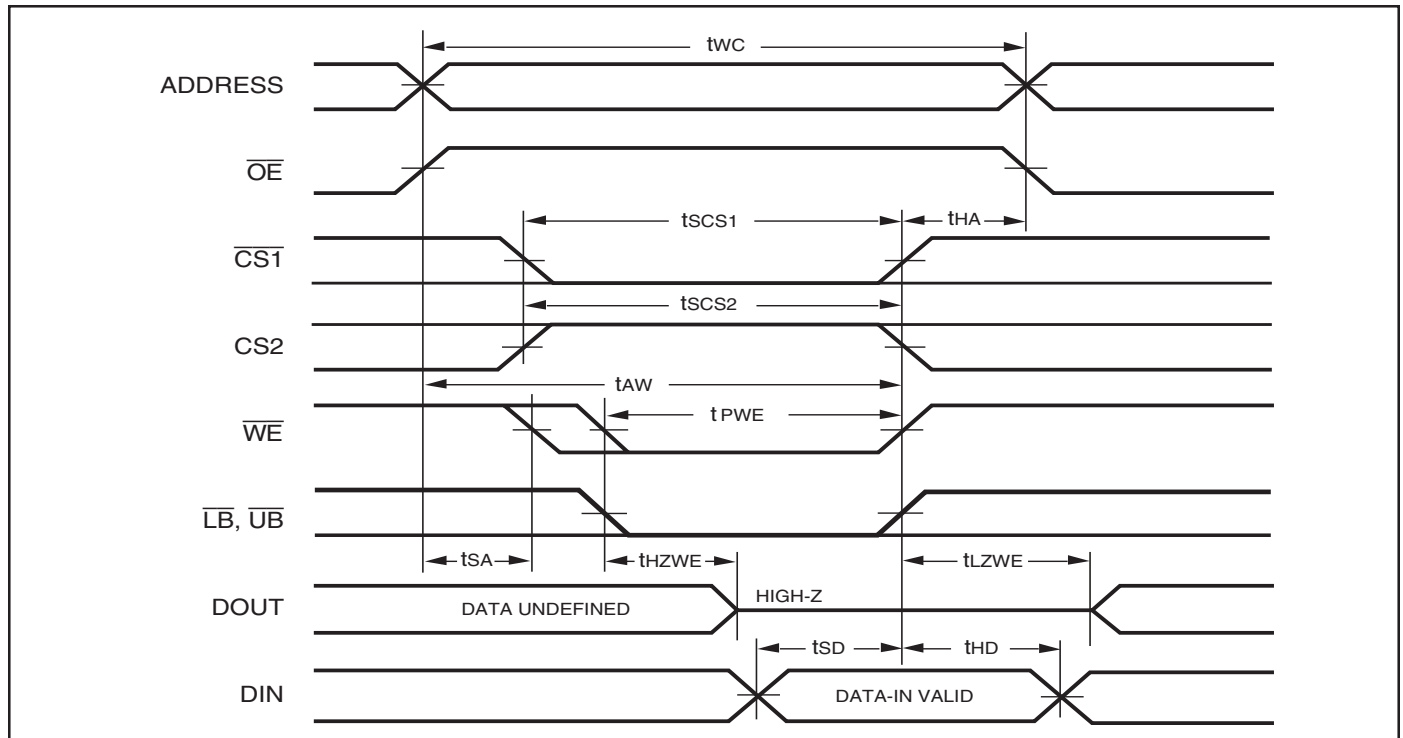 tWC
ADDRESS
OE
tSCS1
tHA
CS1
tSCS2
CS2
tAW
tPWE
WE
LB, UB
tSA
tHZWE
tLZWE
DOUT
DATA UNDEFINED
HIGH-Z
tSD
tHD
DIN
DATA-IN VALID